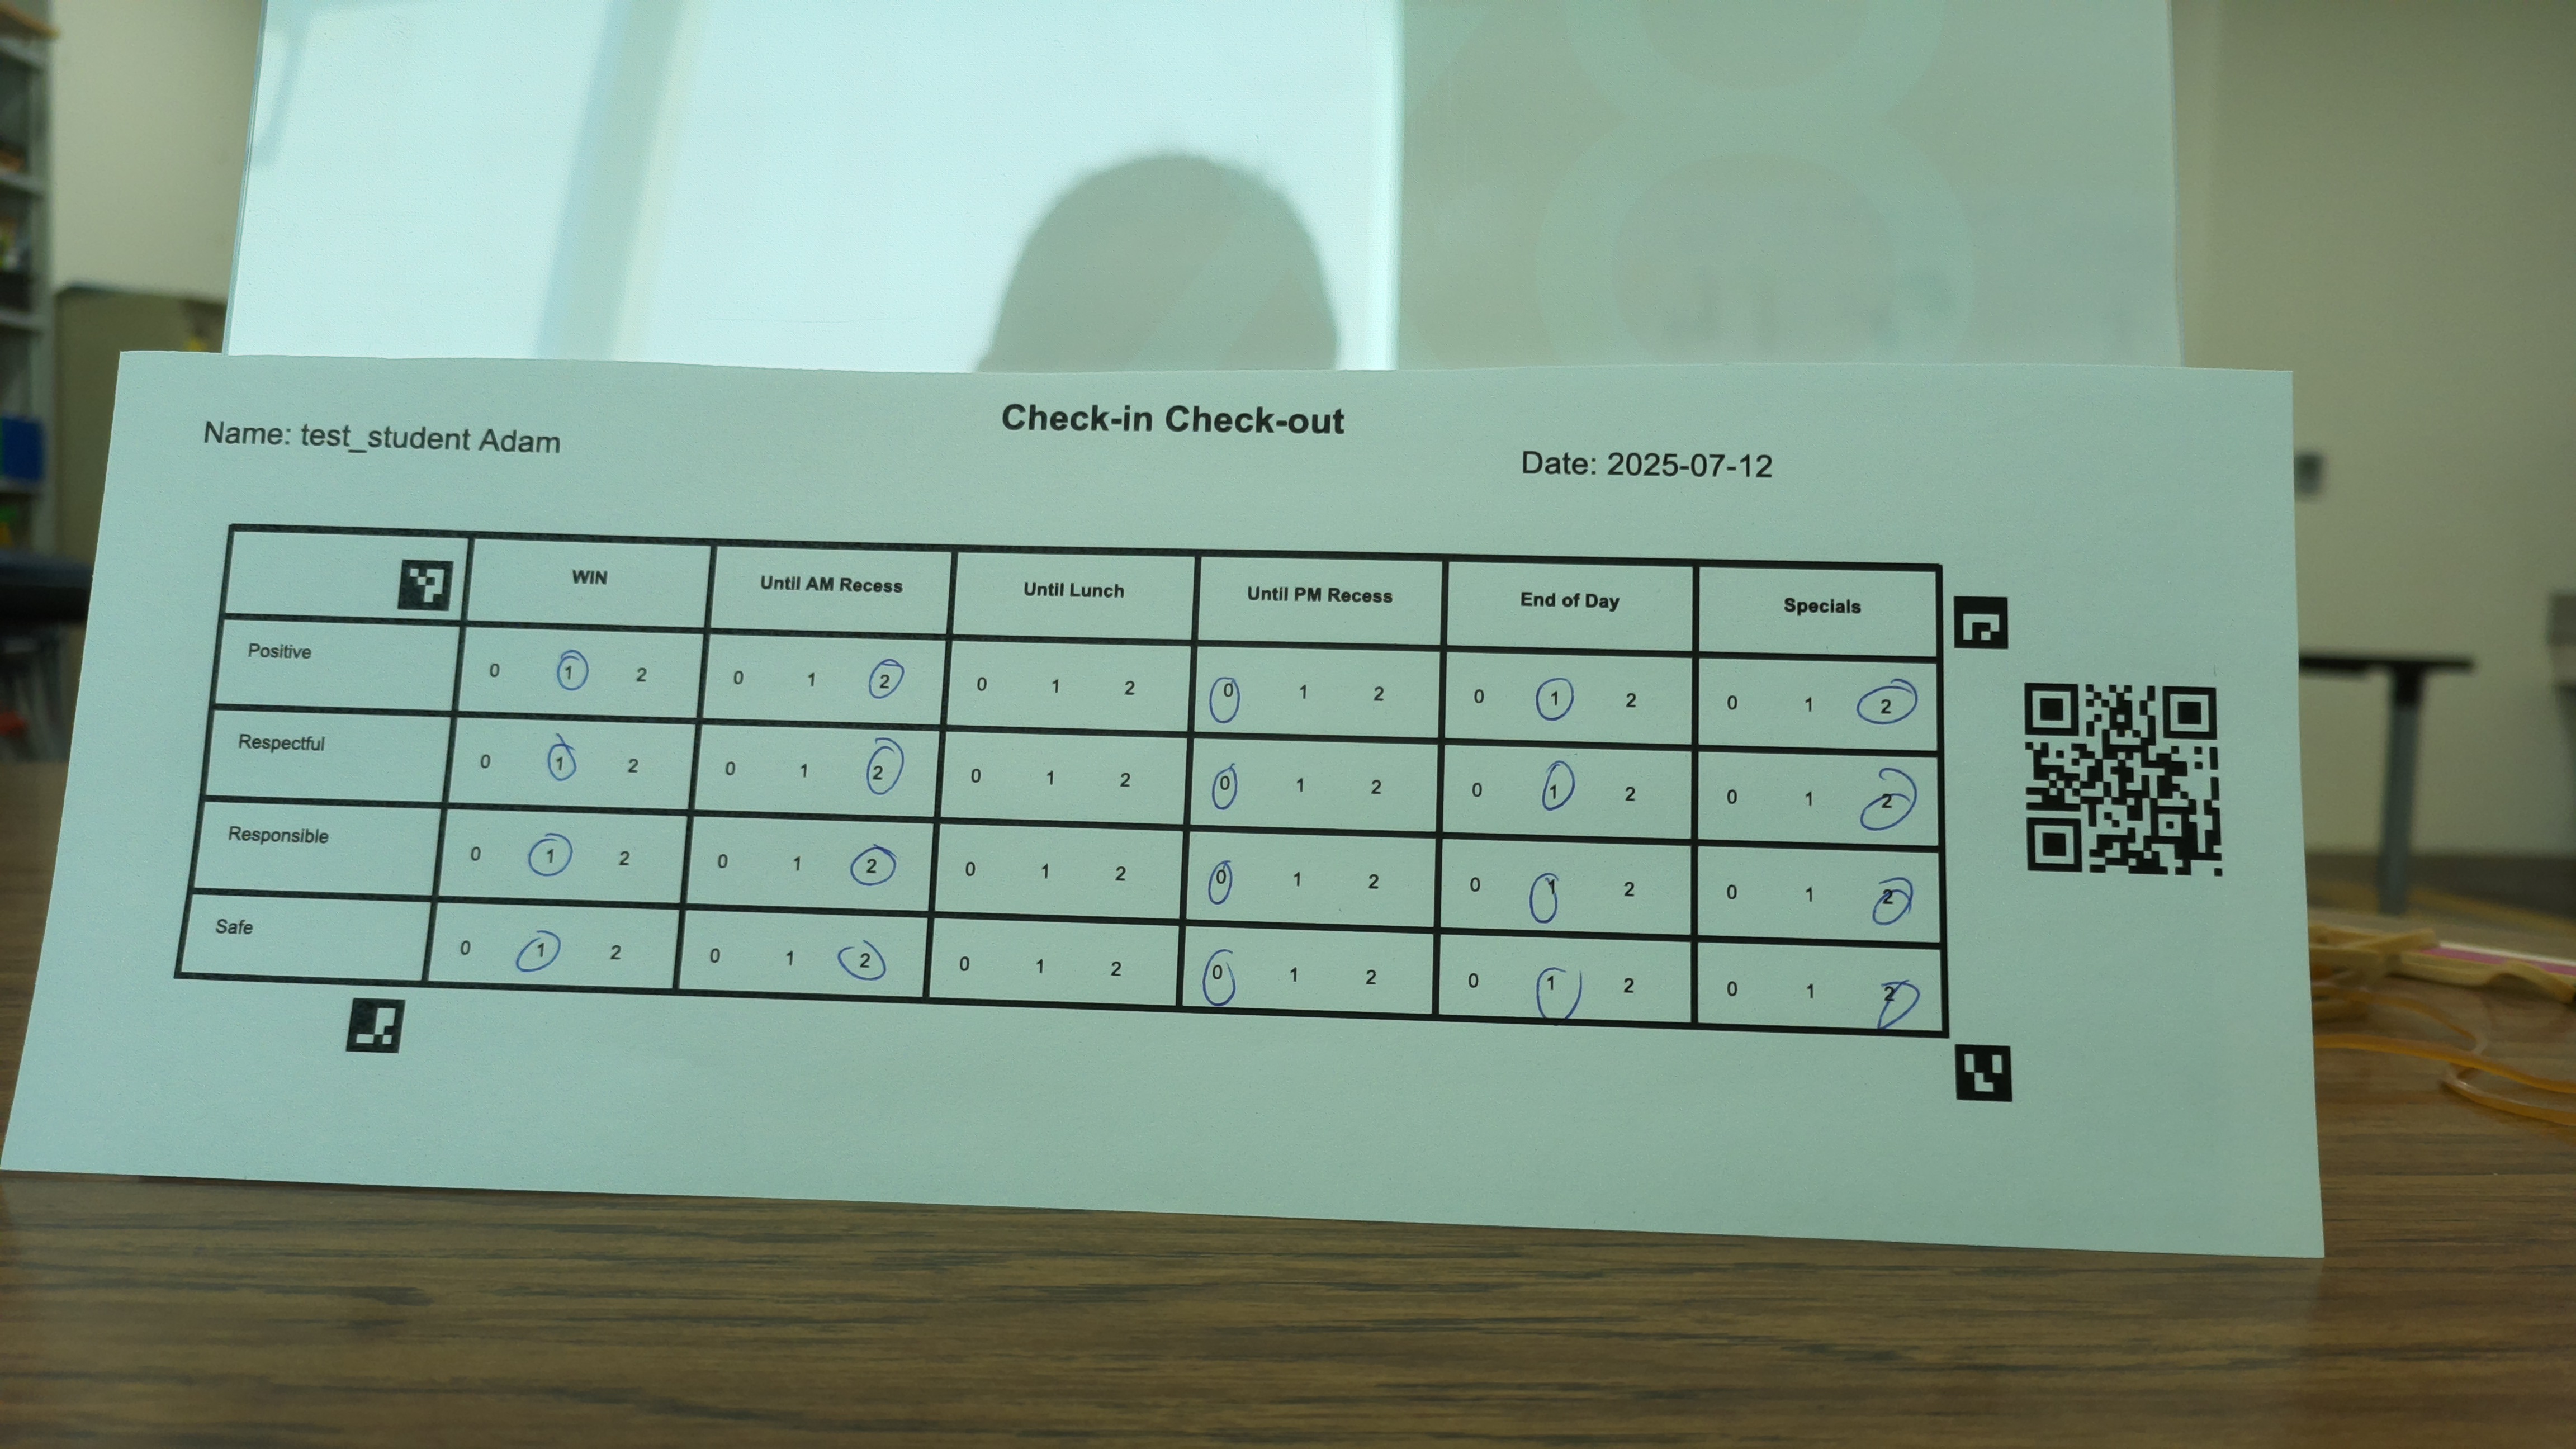 Check-in Check-out
Name: test_student Adam
Date: 2025-07-12
WIN Until AM Recess Until Lunch Until PM Recess End of Day Specials
Positive 0 1 2 0 1 2 0 1 2 0 1 2 0 1 2 0 1 2
Respectful 0 1 2 0 1 2 0 1 2 0 1 2 0 1 2 0 1 2
Responsible 0 1 2 0 1 2 0 1 2 0 1 2 0 1 2 0 1 2
Safe 0 1 2 0 1 2 0 1 2 0 1 2 0 1 2 0 1 2